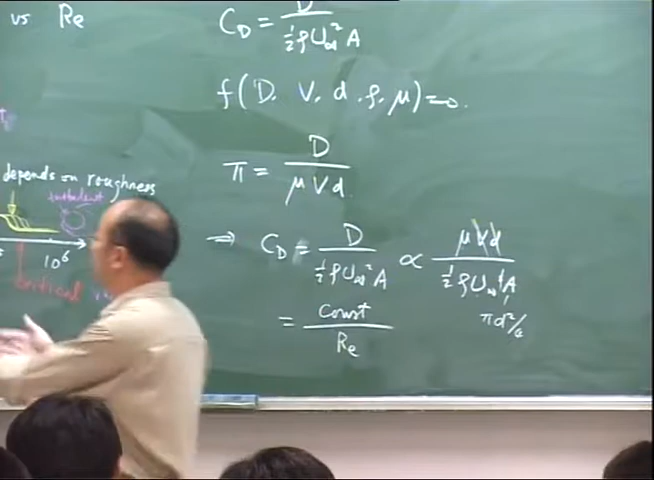 vs Re
C_D = D / ½ρU∞²A
f(D, V, d, ρ, μ)=0.
π = D / μVd
depends on roughness
turbulent
10⁶
critical
⇒ C_D = D / ½ρU∞²A ∝ μVd / ½ρU∞²A
πd²/4
= const / Re